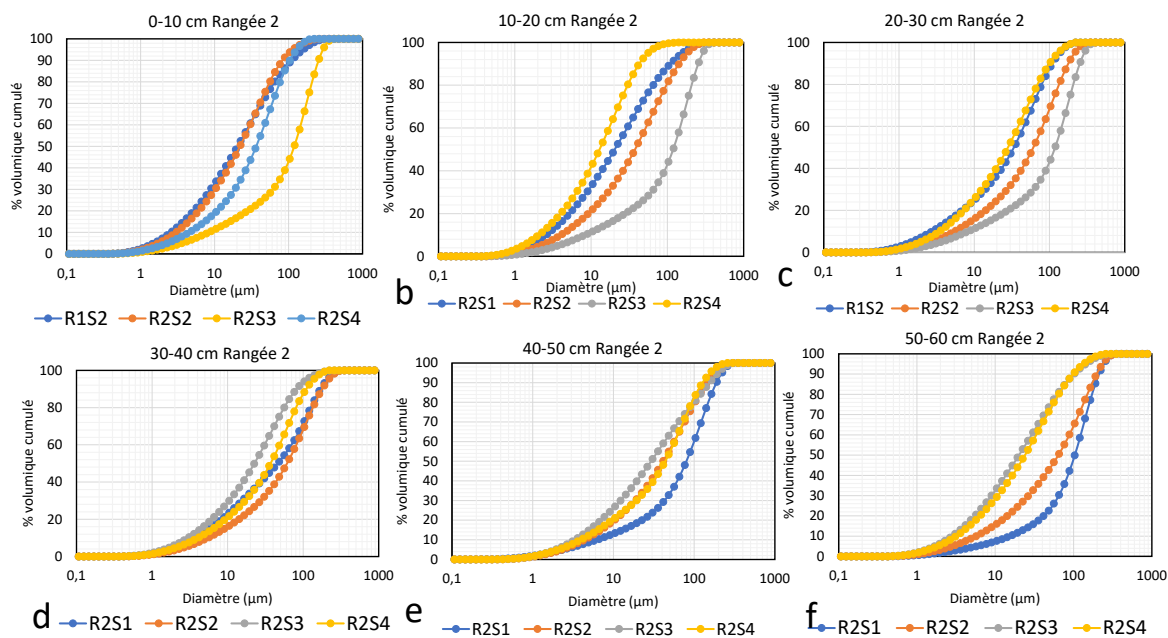 0-10 cm Rangée 2
% volumique cumulé
100
90
80
70
60
50
40
30
20
10
0
0,1 1 10 100 1000
Diamètre (µm)
R1S2 R2S2 R2S3 R2S4
10-20 cm Rangée 2
% volumique cumulé
100
80
60
40
20
0
0,1 1 10 100 1000
b
Diamètre (µm)
R2S1 R2S2 R2S3 R2S4
20-30 cm Rangée 2
% volumique cumulé
100
80
60
40
20
0
0,1 1 10 100 1000
c
Diamètre (µm)
R1S2 R2S2 R2S3 R2S4
30-40 cm Rangée 2
% volumique cumulé
100
80
60
40
20
0
0,1 1 10 100 1000
d
Diamètre (µm)
R2S1 R2S2 R2S3 R2S4
40-50 cm Rangée 2
% volumique cumulé
100
90
80
70
60
50
40
30
20
10
0
0,1 1 10 100 1000
e
Diamètre (µm)
R2S1 R2S2 R2S3 R2S4
50-60 cm Rangée 2
% volumique cumulé
100
90
80
70
60
50
40
30
20
10
0
0,1 1 10 100 1000
f
Diamètre (µm)
R2S1 R2S2 R2S3 R2S4